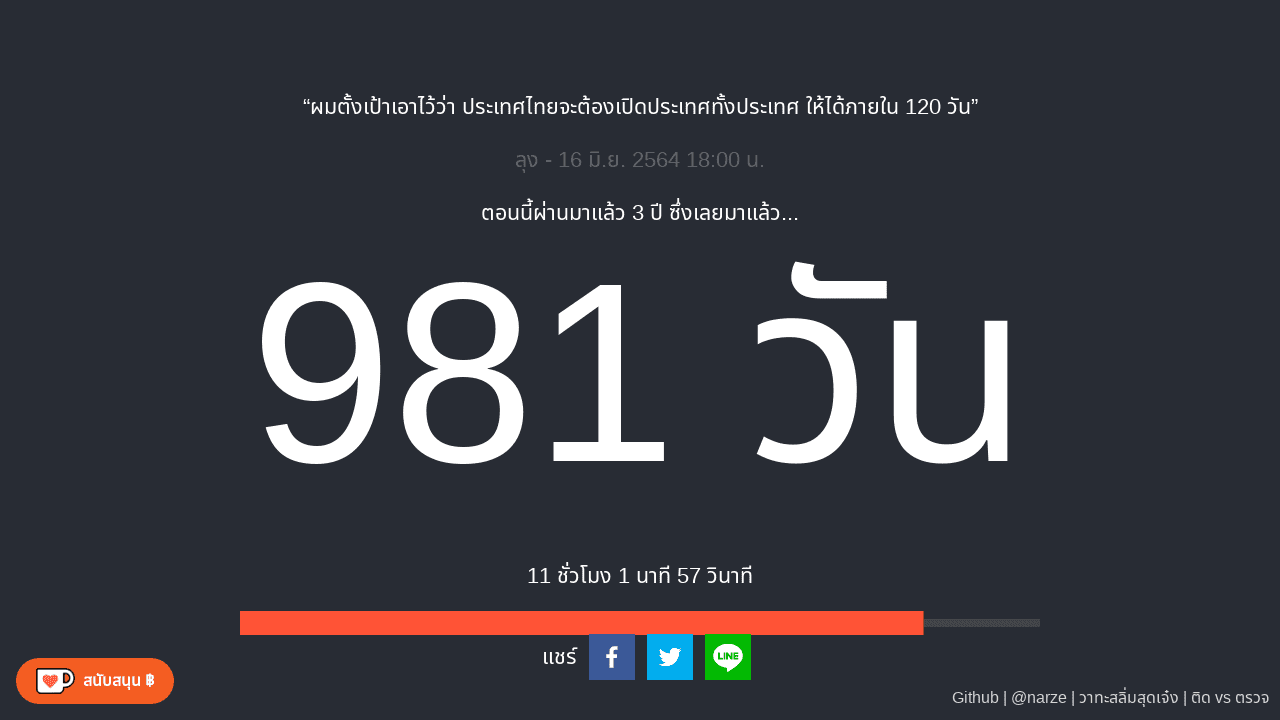 “ผมตั้งเป้าเอาไว้ว่า ประเทศไทยจะต้องเปิดประเทศทั้งประเทศ ให้ได้ภายใน 120 วัน”
ลุง - 16 มิ.ย. 2564 18:00 น.
ตอนนี้ผ่านมาแล้ว 3 ปี ซึ่งเลยมาแล้ว...
981 วัน
11 ชั่วโมง 1 นาที 57 วินาที
แชร์ LINE
สนับสนุน ฿
Github | @narze | วาทะสลิ่มสุดเจ๋ง | ติด vs ตรวจ